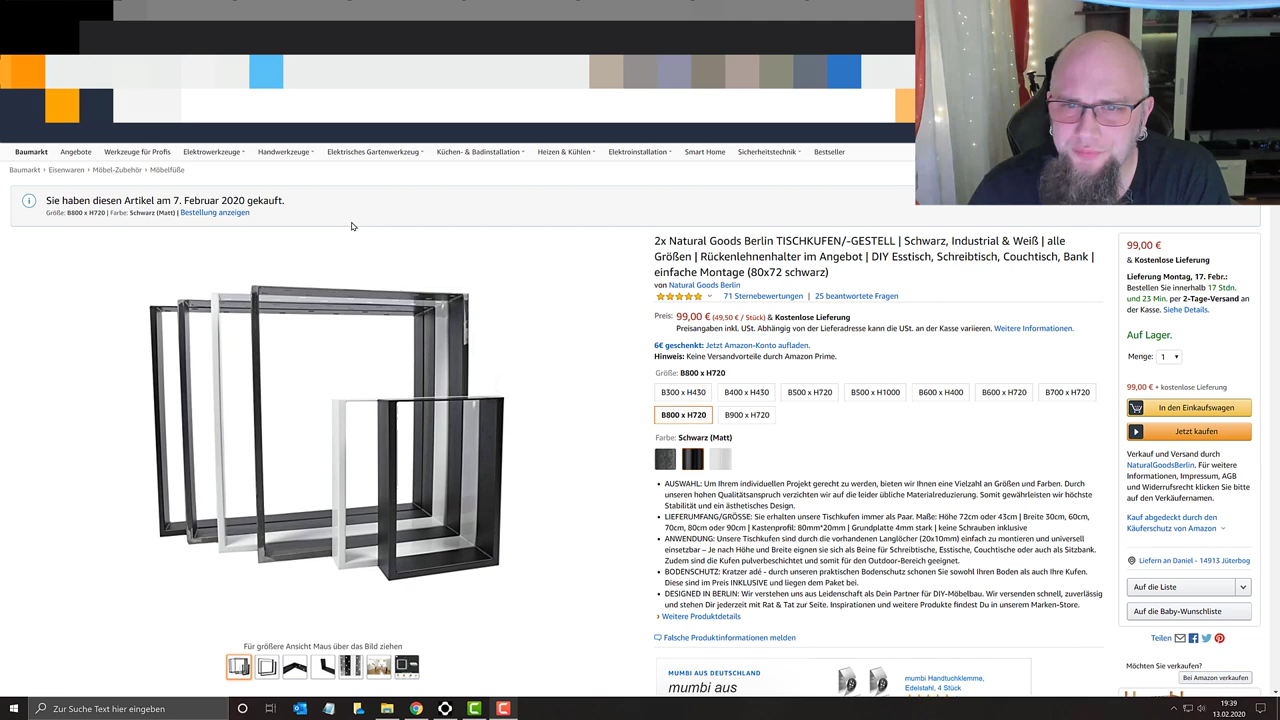 Baumarkt Angebote Werkzeuge für Profis Elektrowerkzeuge Handwerkzeuge Elektrisches Gartenwerkzeug Küchen- & Badinstallation Heizen & Kühlen Elektroinstallation Smart Home Sicherheitstechnik Bestseller
Baumarkt › Eisenwaren › Möbel-Zubehör › Möbelfüße
Sie haben diesen Artikel am 7. Februar 2020 gekauft.
Größe: B800 x H720 | Farbe: Schwarz (Matt) | Bestellung anzeigen
2x Natural Goods Berlin TISCHKUFEN/-GESTELL | Schwarz, Industrial & Weiß | alle
Größen | Rückenlehnenhalter im Angebot | DIY Esstisch, Schreibtisch, Couchtisch, Bank |
einfache Montage (80x72 schwarz)
von Natural Goods Berlin
71 Sternebewertungen | 25 beantwortete Fragen
Preis: 99,00 € (49,50 € / Stück) & Kostenlose Lieferung
Preisangaben inkl. USt. Abhängig von der Lieferadresse kann die USt. an der Kasse variieren. Weitere Informationen.
6€ geschenkt: Jetzt Amazon-Konto aufladen.
Hinweis: Keine Versandvorteile durch Amazon Prime.
Größe: B800 x H720
B300 x H430 B400 x H430 B500 x H720 B500 x H1000 B600 x H400 B600 x H720 B700 x H720
B800 x H720 B900 x H720
Farbe: Schwarz (Matt)
• AUSWAHL: Um Ihrem individuellen Projekt gerecht zu werden, bieten wir Ihnen eine Vielzahl an Größen und Farben. Durch
unseren hohen Qualitätsanspruch verzichten wir auf die leider übliche Materialreduzierung. Somit gewährleisten wir höchste
Stabilität und ein ästhetisches Design.
• LIEFERUMFANG/GRÖSSE: Sie erhalten unsere Tischkufen immer als Paar. Maße: Höhe 72cm oder 43cm | Breite 30cm, 60cm,
70cm, 80cm oder 90cm | Kastenprofil: 80mm*20mm | Grundplatte 4mm stark | keine Schrauben inklusive
• ANWENDUNG: Unsere Tischkufen sind durch die vorhandenen Langlöcher (20x10mm) einfach zu montieren und universell
einsetzbar – Je nach Höhe und Breite eignen sie sich als Beine für Schreibtische, Esstische, Couchtische oder auch als Sitzbank.
Zudem sind die Kufen pulverbeschichtet und somit für den Outdoor-Bereich geeignet.
• BODENSCHUTZ: Kratzer adé - durch unseren praktischen Bodenschutz schonen Sie sowohl Ihren Boden als auch Ihre Kufen.
Diese sind im Preis INKLUSIVE und liegen dem Paket bei.
• DESIGNED IN BERLIN: Wir verstehen uns aus Leidenschaft als Dein Partner für DIY-Möbelbau. Wir versenden schnell, zuverlässig
und stehen Dir jederzeit mit Rat & Tat zur Seite. Inspirationen und weitere Produkte findest Du in unserem Marken-Store.
› Weitere Produktdetails
Falsche Produktinformationen melden
Für größere Ansicht Maus über das Bild ziehen
MUMBI AUS DEUTSCHLAND
mumbi aus
mumbi Handtuchklemme,
Edelstahl, 4 Stück
99,00 €
& Kostenlose Lieferung
Lieferung Montag, 17. Febr.:
Bestellen Sie innerhalb 17 Stdn.
und 23 Min. per 2-Tage-Versand an
der Kasse. Siehe Details.
Auf Lager.
Menge: 1
99,00 € + kostenlose Lieferung
In den Einkaufswagen
Jetzt kaufen
Verkauf und Versand durch
NaturalGoodsBerlin. Für weitere
Informationen, Impressum, AGB
und Widerrufsrecht klicken Sie bitte
auf den Verkäufernamen.
Kauf abgedeckt durch den
Käuferschutz von Amazon
Liefern an Daniel - 14913 Jüterbog
Auf die Liste
Auf die Baby-Wunschliste
Teilen
Möchten Sie verkaufen?
Bei Amazon verkaufen
Zur Suche Text hier eingeben
19:39
13.02.2020